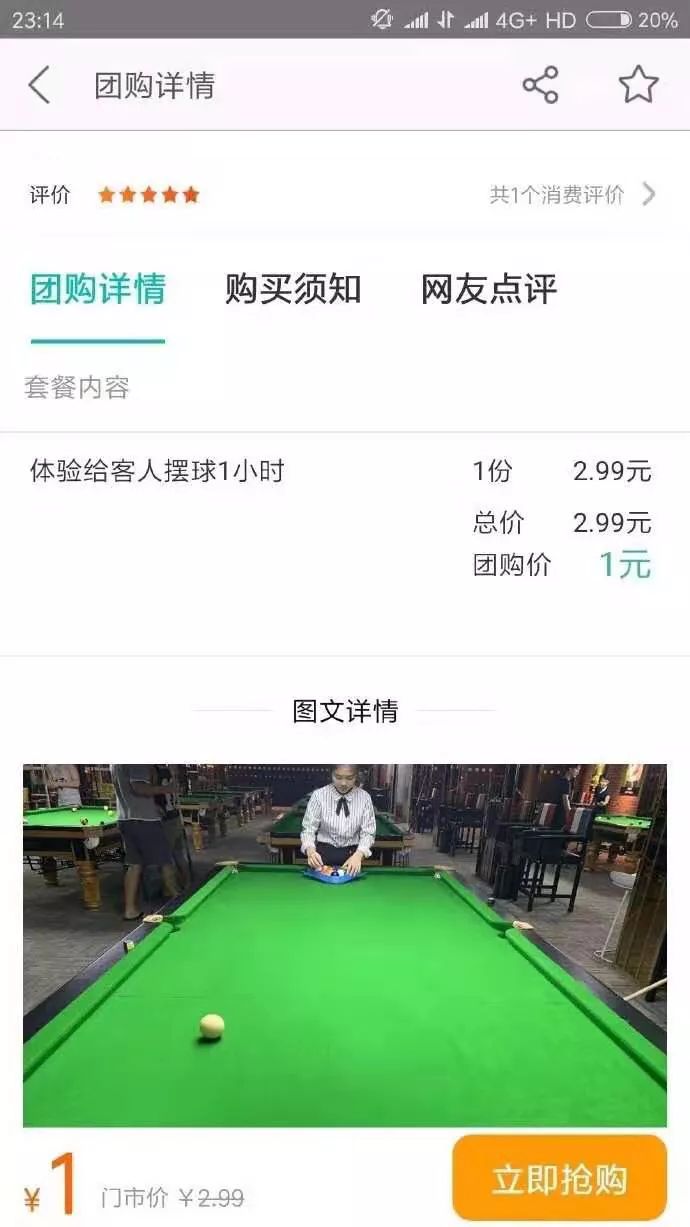 23:14 4G+ HD 20%
团购详情
评价 共1个消费评价
团购详情 购买须知 网友点评
套餐内容
体验给客人摆球1小时 1份 2.99元
总价 2.99元
团购价 1元
图文详情
¥1 门市价 ¥2.99 立即抢购